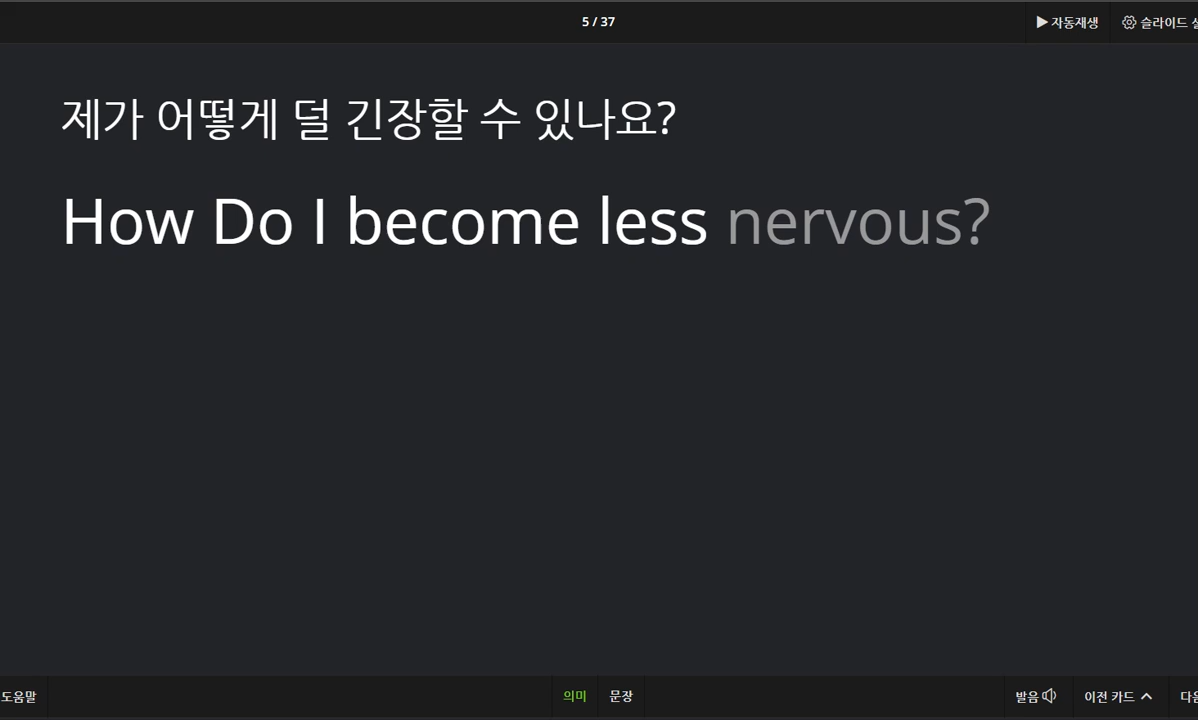 5 / 37
▶ 자동재생
슬라이드
제가 어떻게 덜 긴장할 수 있나요?
How Do I become less nervous?
도움말
의미
문장
발음
이전 카드